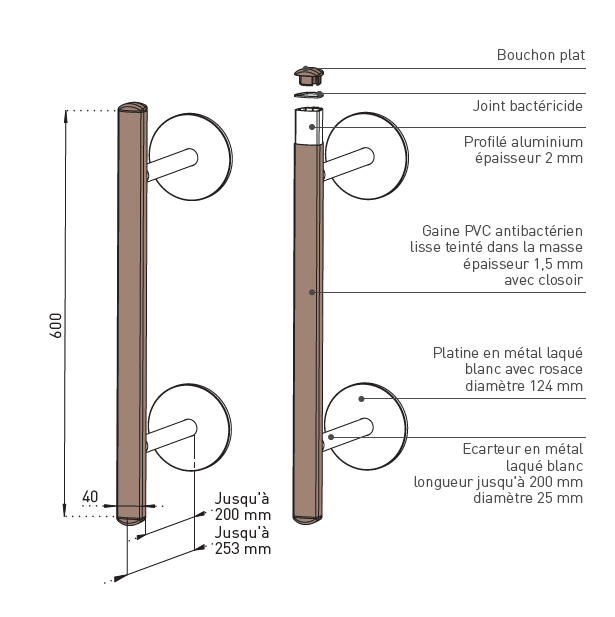 Bouchon plat
Joint bactéricide
Profilé aluminium
épaisseur 2 mm
Gaine PVC antibactérien
lisse teinté dans la masse
épaisseur 1,5 mm
avec closoir
600
Platine en métal laqué
blanc avec rosace
diamètre 124 mm
Ecarteur en métal
laqué blanc
longueur jusqu'à 200 mm
diamètre 25 mm
40
Jusqu'à
200 mm
Jusqu'à
253 mm